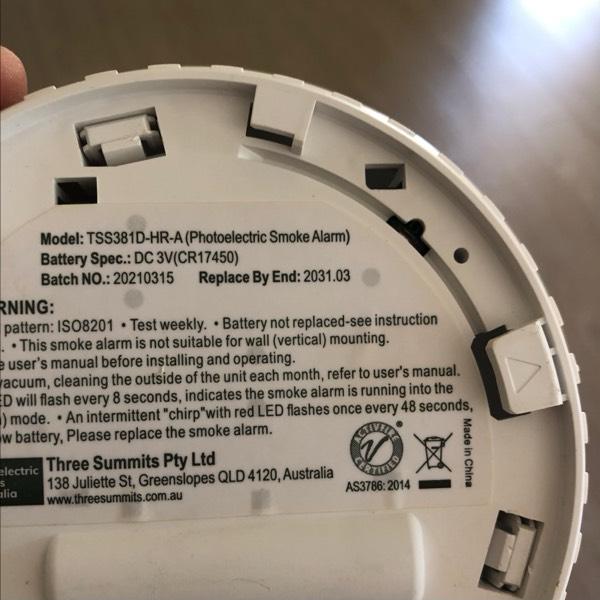 Model: TSS381D-HR-A (Photoelectric Smoke Alarm)
Battery Spec.: DC 3V(CR17450)
Batch NO.: 20210315 Replace By End: 2031.03
RNING:
pattern: ISO8201 • Test weekly. • Battery not replaced-see instruction
. • This smoke alarm is not suitable for wall (vertical) mounting.
e user's manual before installing and operating.
vacuum, cleaning the outside of the unit each month, refer to user's manual.
ED will flash every 8 seconds, indicates the smoke alarm is running into the
) mode. • An intermittent "chirp"with red LED flashes once every 48 seconds,
w battery, Please replace the smoke alarm.
electric
s
alia
Three Summits Pty Ltd
138 Juliette St, Greenslopes QLD 4120, Australia
www.threesummits.com.au
AS3786: 2014
Made in China